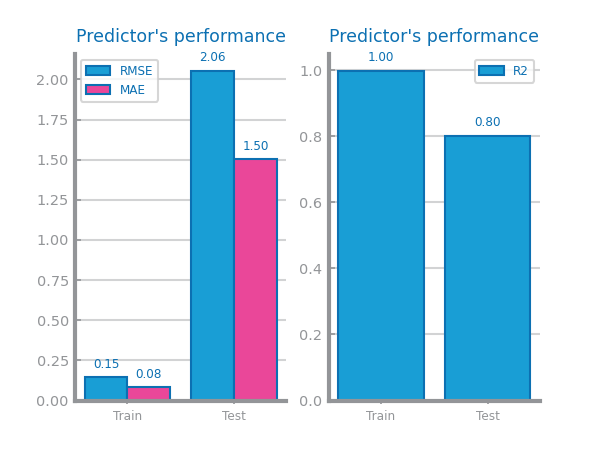 Predictor's performance
2.06
RMSE
MAE
2.00
1.75
1.50
1.50
1.25
1.00
0.75
0.50
0.25
0.15
0.08
0.00
Train
Test
Predictor's performance
1.00
R2
1.0
0.8
0.80
0.6
0.4
0.2
0.0
Train
Test